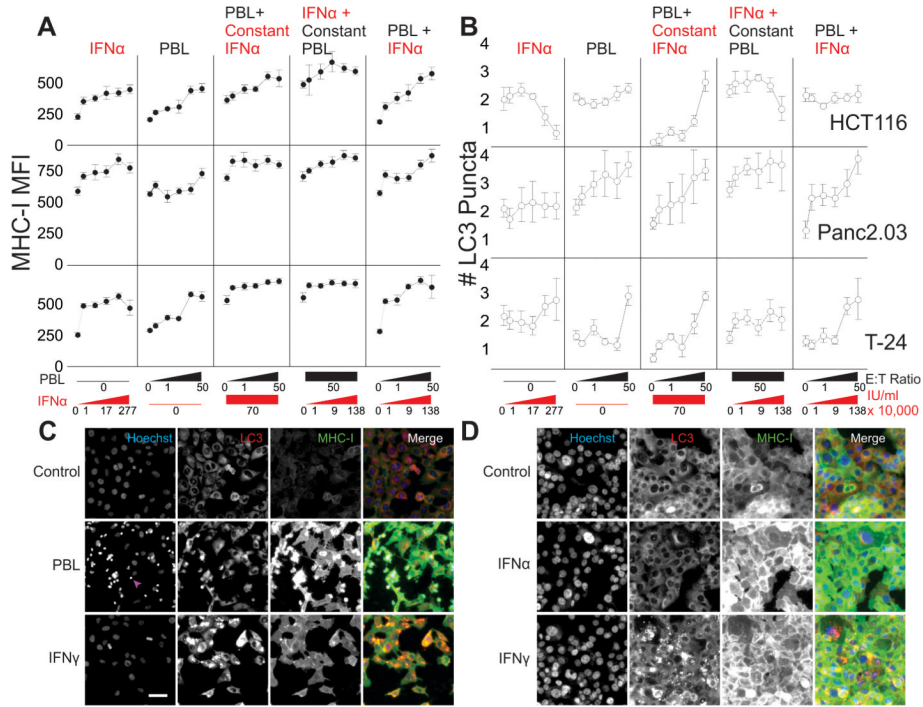 A
IFNα
PBL
PBL+
Constant
IFNα
IFNα +
Constant
PBL
PBL + IFNα
MHC-I MFI
500
250
0
750
500
250
0
500
250
0
PBL
0
0 1 50
0 1 50
50
0 1 50
IFNα
0 1 17 277
0
70
0 1 9 138
0 1 9 138
B
IFNα
PBL
PBL+
Constant
IFNα
IFNα +
Constant
PBL
PBL +
IFNα
# LC3 Puncta
4
3
2
1
4
3
2
1
4
3
2
1
HCT116
Panc2.03
T-24
0
0 1 50
0 1 50
50
0 1 50
E:T Ratio
0 1 17 277
0
70
0 1 9 138
0 1 9 138
IU/ml
x 10,000
C
Hoechst LC3 MHC-I Merge
Control
PBL
IFNγ
D
Hoechst LC3 MHC-I Merge
Control
IFNα
IFNγ